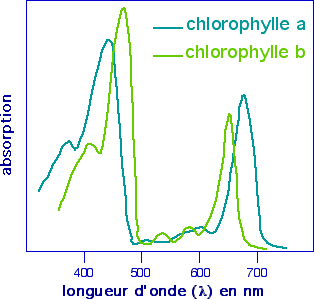 chlorophylle a
chlorophylle b
absorption
400 500 600 700
longueur d'onde (λ) en nm